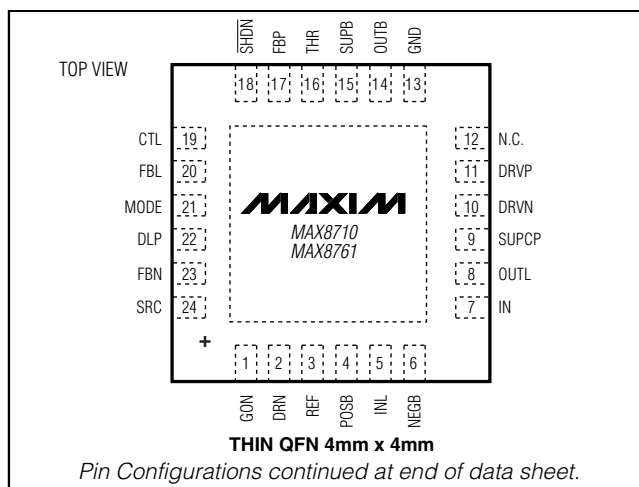 TOP VIEW
SHDN FBP THR SUPB OUTB GND
18 17 16 15 14 13
CTL 19
FBL 20
MODE 21
DLP 22
FBN 23
SRC 24
MAXIM
MAX8710
MAX8761
12 N.C.
11 DRVP
10 DRVN
9 SUPCP
8 OUTL
7 IN
+
1 2 3 4 5 6
GON DRN REF POSB INL NEGB
THIN QFN 4mm x 4mm
Pin Configurations continued at end of data sheet.